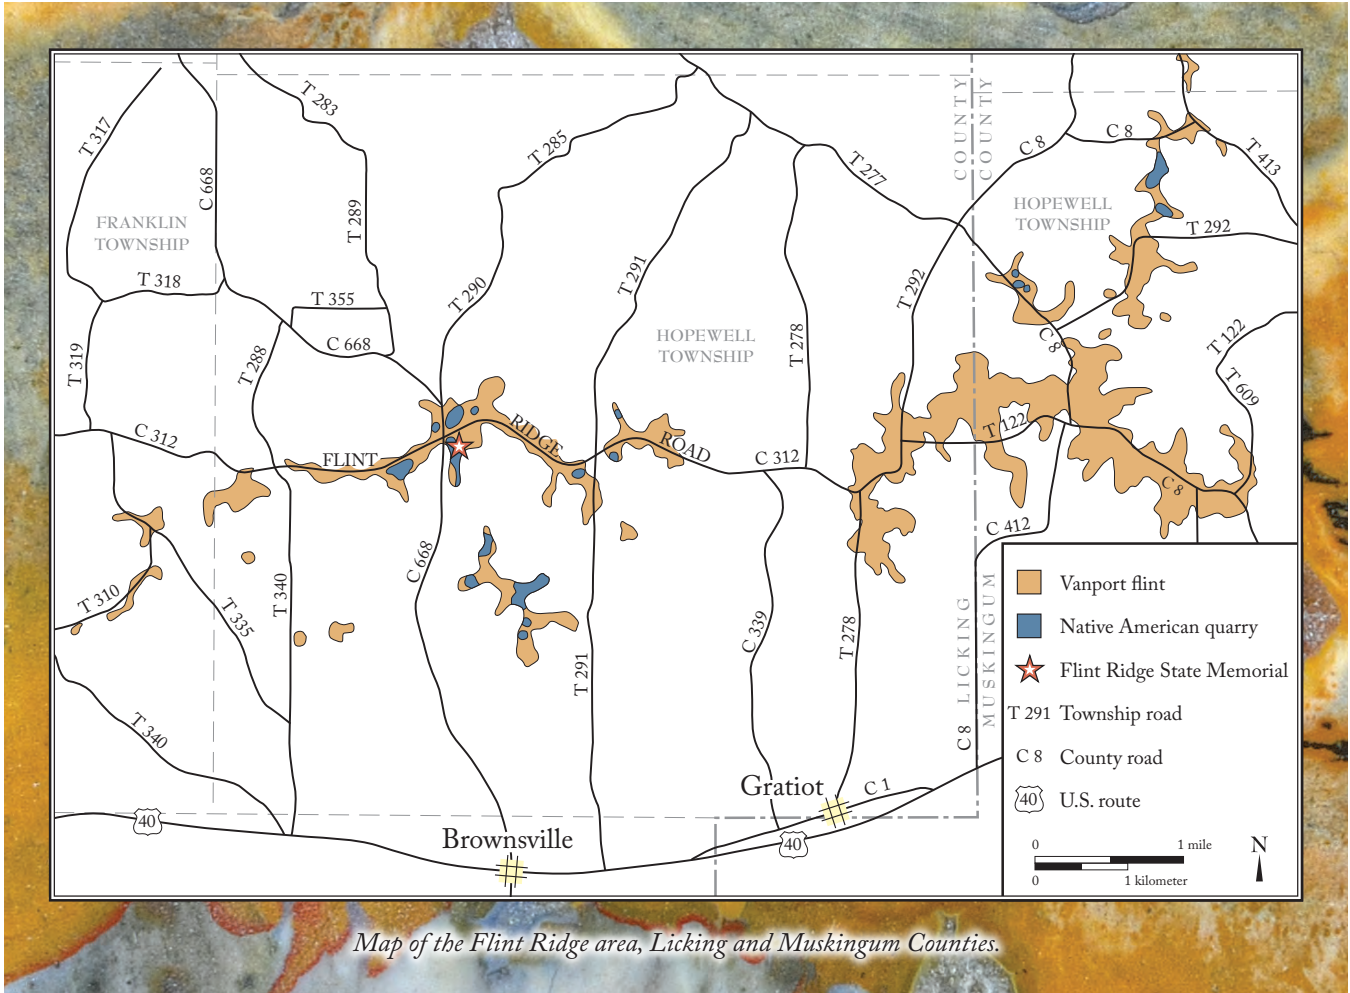 T 317
C 668
T 283
T 289
T 285
T 277
COUNTY
COUNTY
C 8
C 8
T 413
FRANKLIN
TOWNSHIP
HOPEWELL
TOWNSHIP
T 292
T 318
T 355
T 290
T 291
T 292
T 319
T 288
C 668
HOPEWELL
TOWNSHIP
T 278
C 8
T 122
T 609
C 312
FLINT
RIDGE
ROAD
C 312
T 122
C 8
C 412
T 310
T 335
T 340
C 668
T 291
C 339
T 278
LICKING
MUSKINGUM
C 8
T 340
40
Brownsville
Gratiot
C 1
40
Vanport flint
Native American quarry
Flint Ridge State Memorial
T 291 Township road
C 8 County road
40 U.S. route
0 1 mile
0 1 kilometer
N
Map of the Flint Ridge area, Licking and Muskingum Counties.